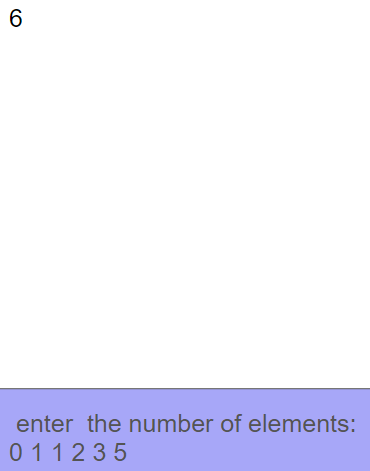 6
enter  the number of elements:
0 1 1 2 3 5